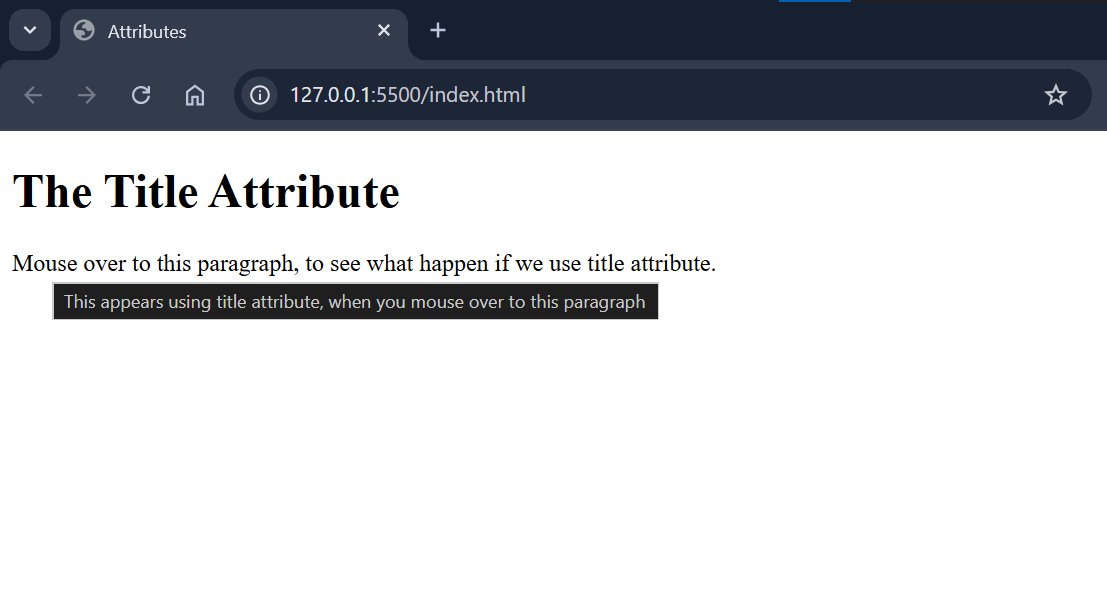 Attributes
127.0.0.1:5500/index.html
The Title Attribute
Mouse over to this paragraph, to see what happen if we use title attribute.
This appears using title attribute, when you mouse over to this paragraph